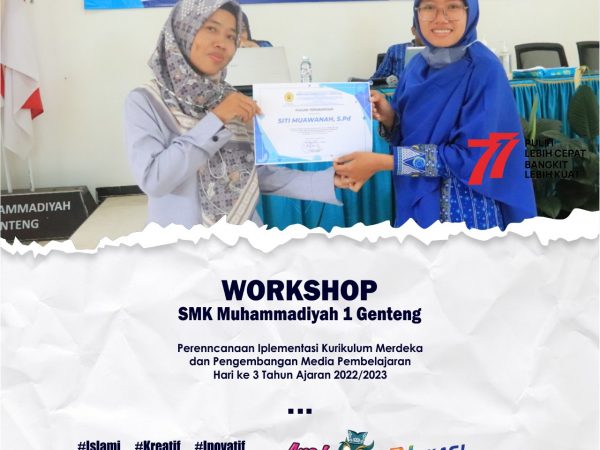 SITI MUAWANAH, S.Pd
77
PULIH
LEBIH CEPAT
BANGKIT
LEBIH KUAT
AMMADIYAH
NTENG
WORKSHOP
SMK Muhammadiyah 1 Genteng
Perenncanaan Iplementasi Kurikulum Merdeka
dan Pengembangan Media Pembelajaran
Hari ke 3 Tahun Ajaran 2022/2023
...
#Islami #Kreatif #Inovatif